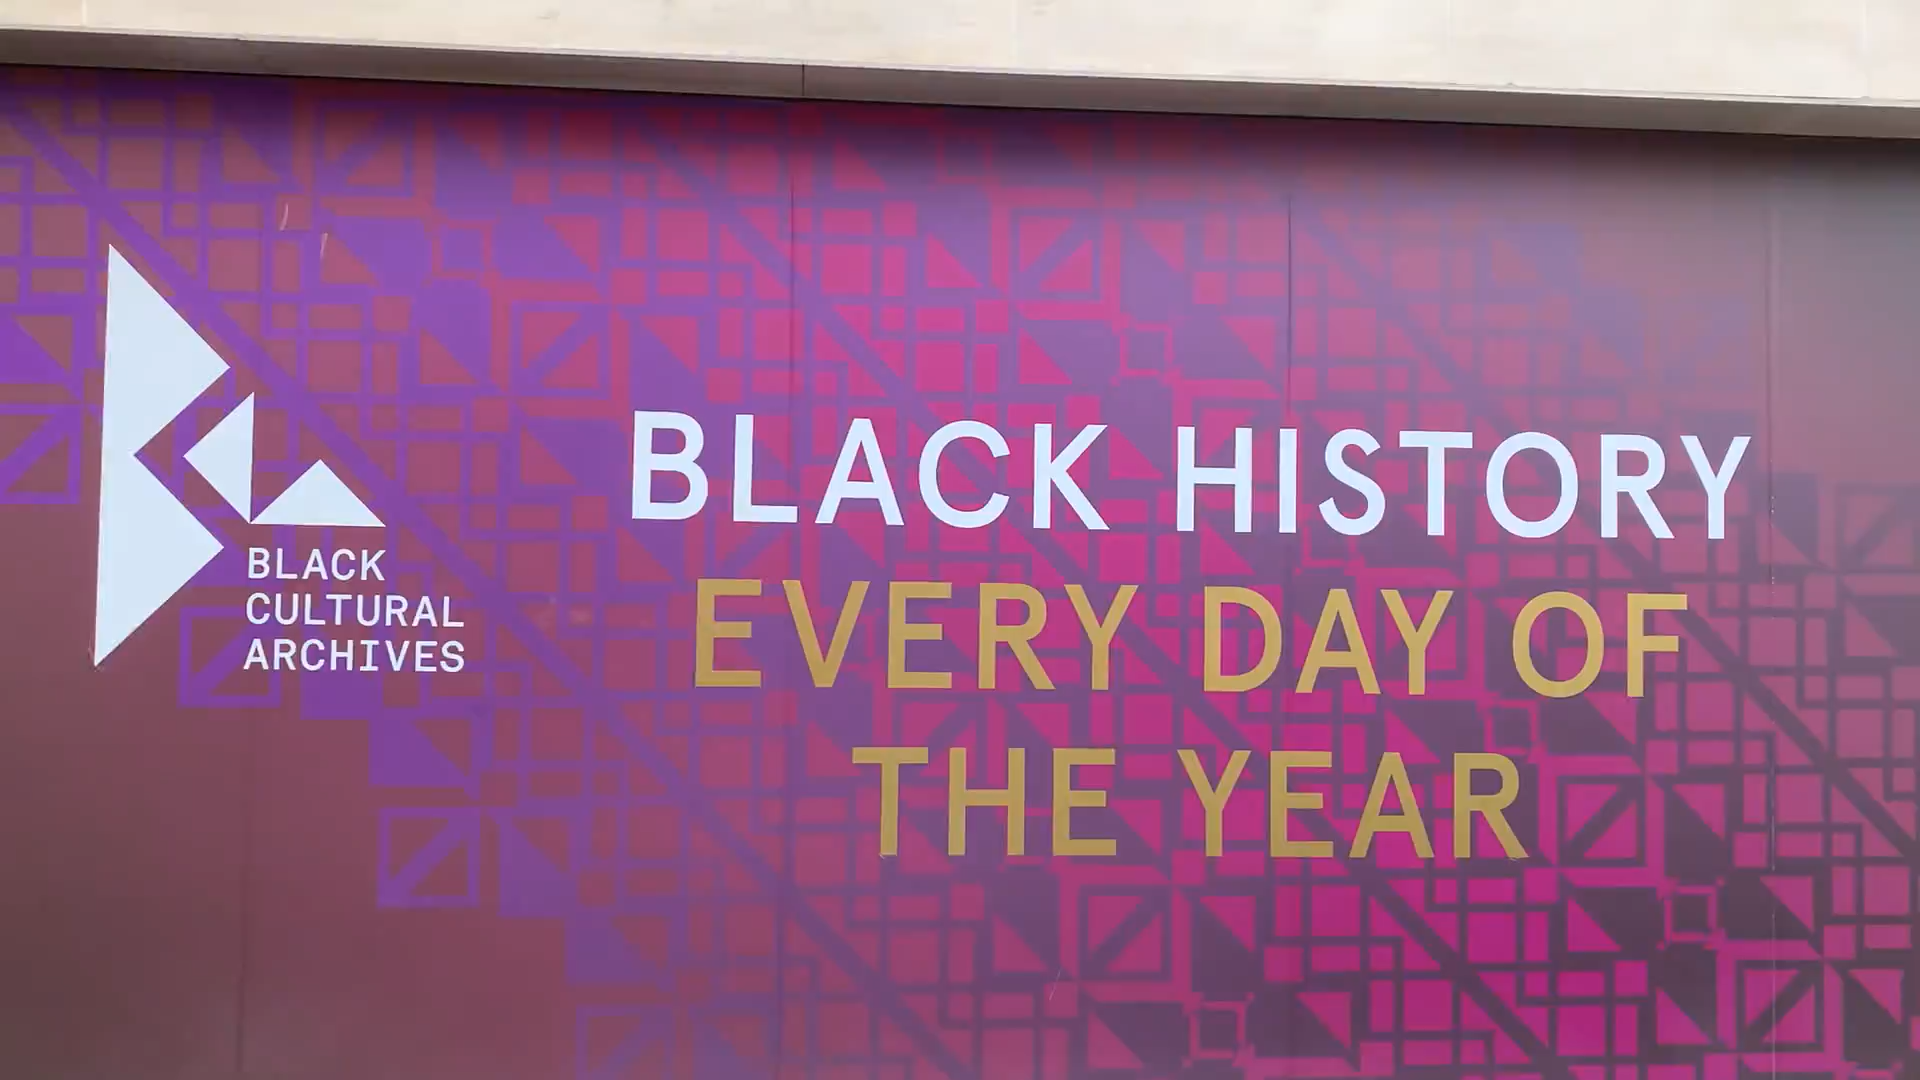 BLACK
CULTURAL
ARCHIVES
BLACK HISTORY
EVERY DAY OF
THE YEAR